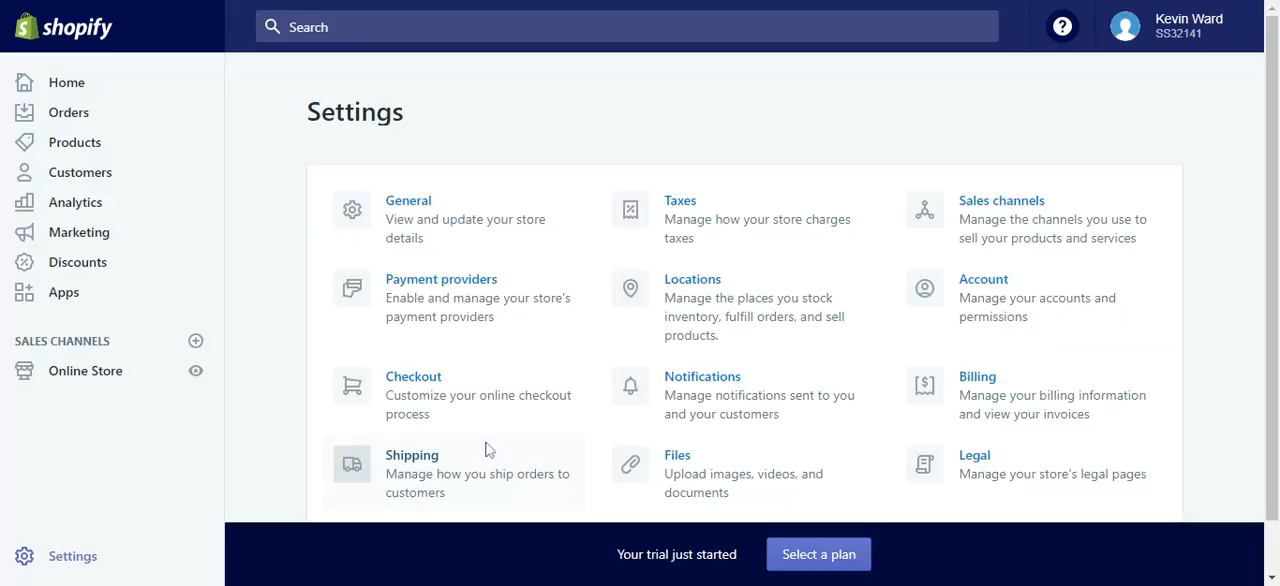 shopify
Search
?
Kevin Ward
SS32141
Home
Orders
Products
Customers
Analytics
Marketing
Discounts
Apps
SALES CHANNELS
Online Store
Settings
Settings
General
View and update your store
details
Taxes
Manage how your store charges
taxes
Sales channels
Manage the channels you use to
sell your products and services
Payment providers
Enable and manage your store's
payment providers
Locations
Manage the places you stock
inventory, fulfill orders, and sell
products.
Account
Manage your accounts and
permissions
Checkout
Customize your online checkout
process
Notifications
Manage notifications sent to you
and your customers
Billing
Manage your billing information
and view your invoices
Shipping
Manage how you ship orders to
customers
Files
Upload images, videos, and
documents
Legal
Manage your store's legal pages
Your trial just started
Select a plan